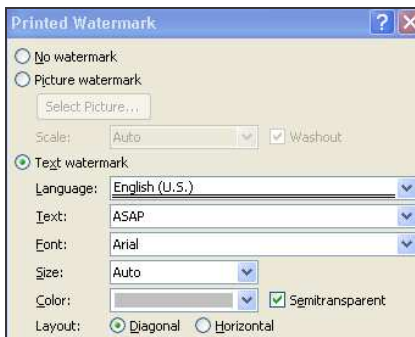 Printed Watermark
No watermark
Picture watermark
Select Picture...
Scale: Auto Washout
Text watermark
Language: English (U.S.)
Text: ASAP
Font: Arial
Size: Auto
Color: Semitransparent
Layout: Diagonal Horizontal